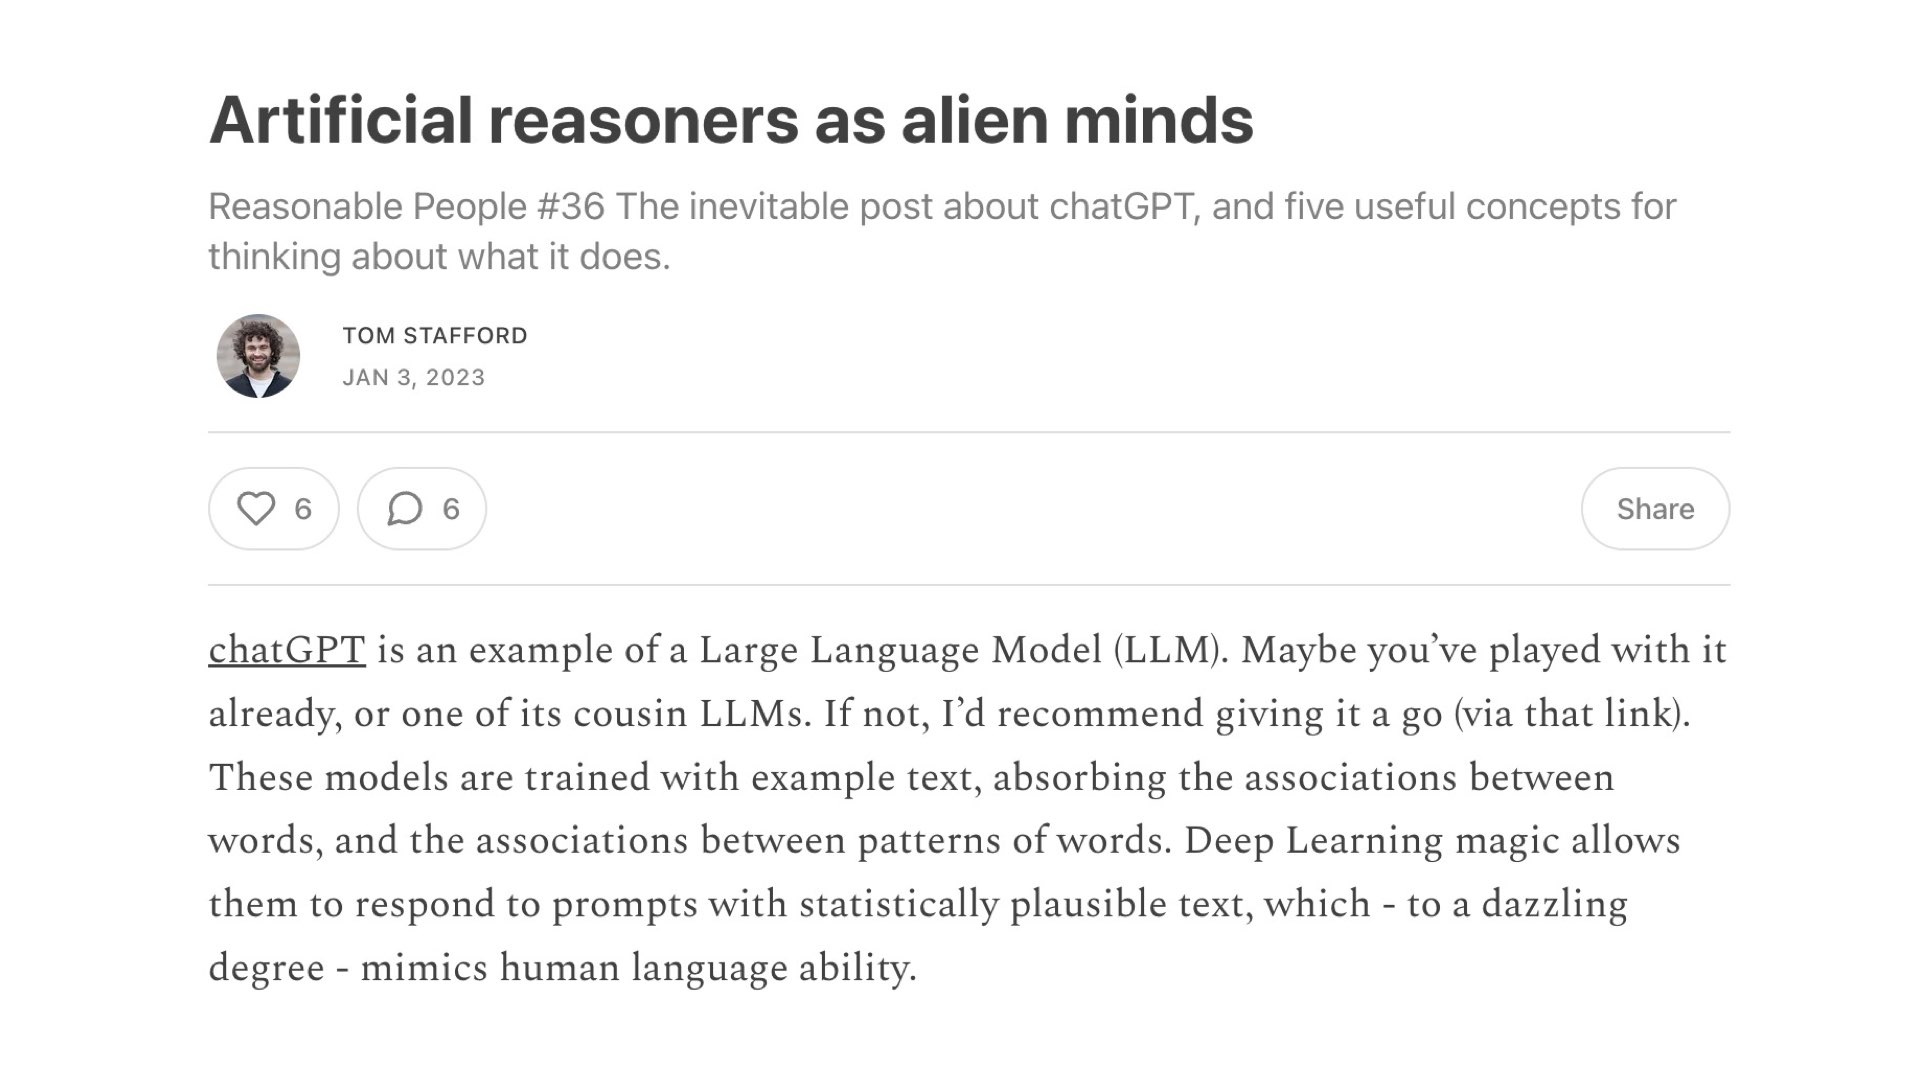 Artificial reasoners as alien minds
Reasonable People #36 The inevitable post about chatGPT, and five useful concepts for
thinking about what it does.
TOM STAFFORD
JAN 3, 2023
6
6
Share
chatGPT is an example of a Large Language Model (LLM). Maybe you’ve played with it
already, or one of its cousin LLMs. If not, I’d recommend giving it a go (via that link).
These models are trained with example text, absorbing the associations between
words, and the associations between patterns of words. Deep Learning magic allows
them to respond to prompts with statistically plausible text, which - to a dazzling
degree - mimics human language ability.